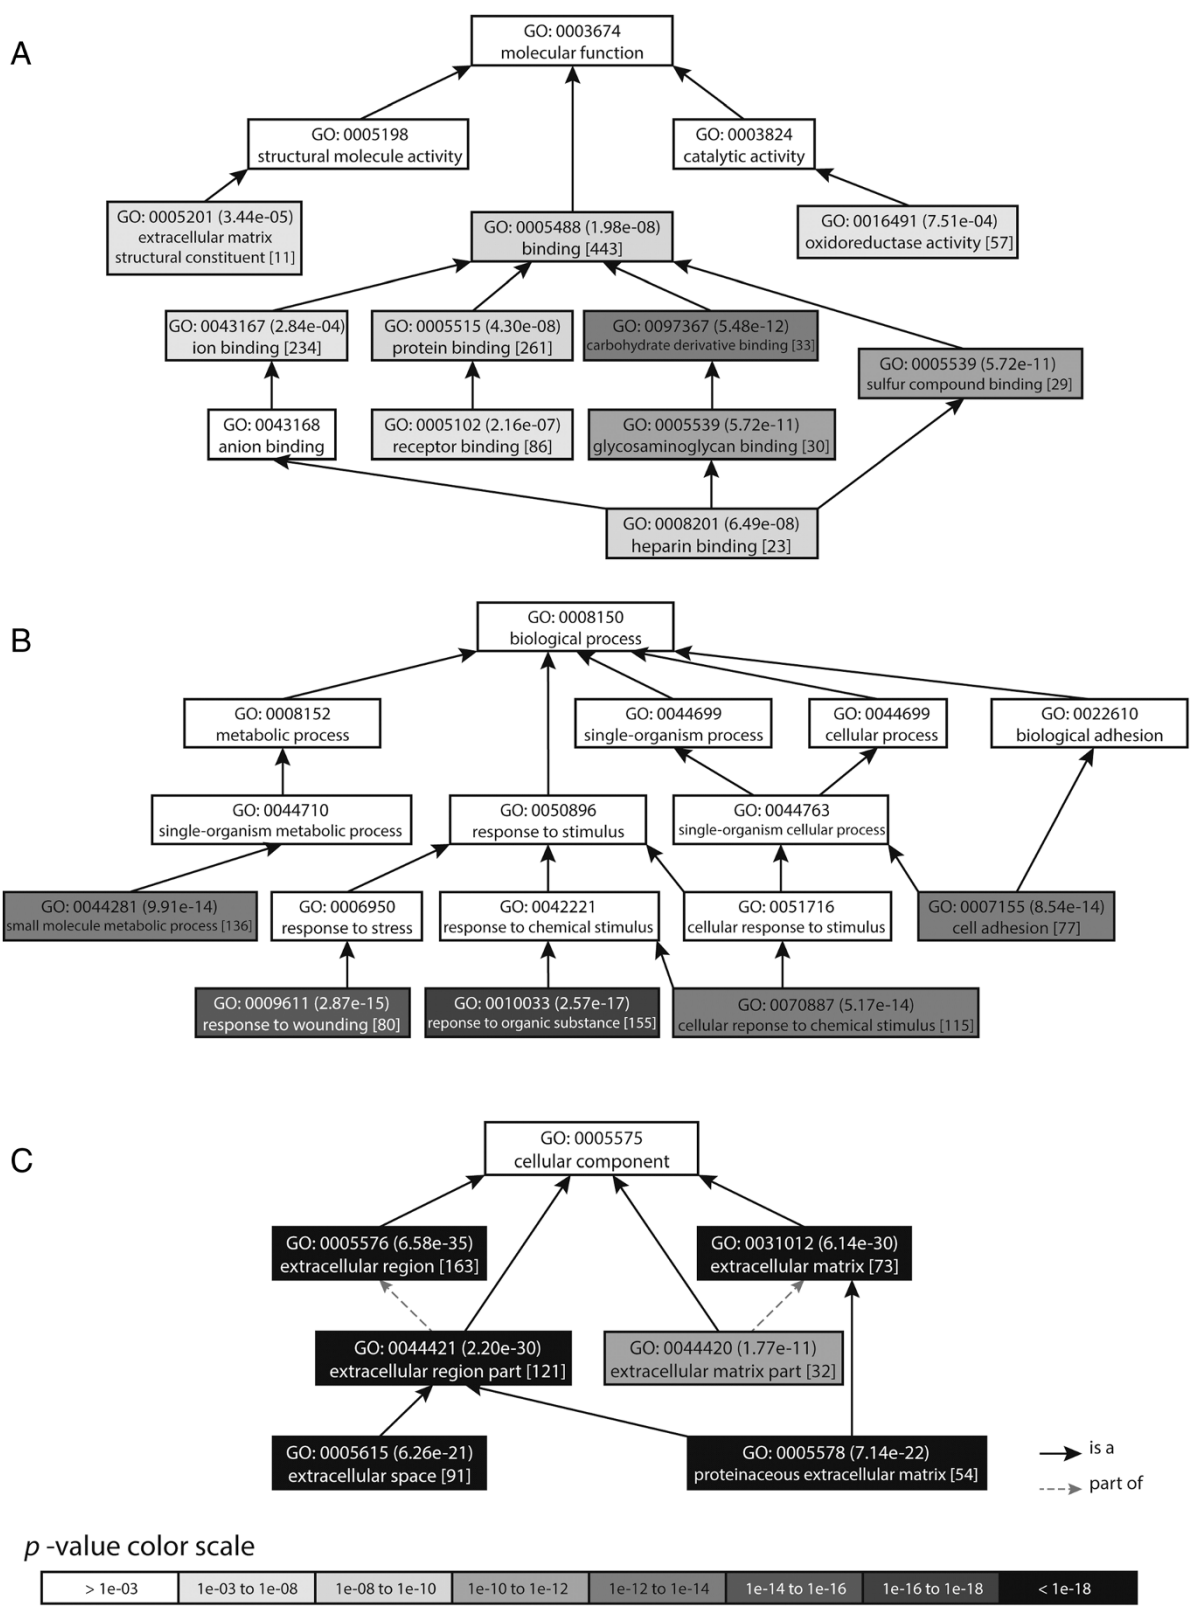 A
GO: 0003674
molecular function
GO: 0005198
structural molecule activity
GO: 0003824
catalytic activity
GO: 0005201 (3.44e-05)
extracellular matrix
structural constituent [11]
GO: 0005488 (1.98e-08)
binding [443]
GO: 0016491 (7.51e-04)
oxidoreductase activity [57]
GO: 0043167 (2.84e-04)
ion binding [234]
GO: 0005515 (4.30e-08)
protein binding [261]
GO: 0097367 (5.48e-12)
carbohydrate derivative binding [33]
GO: 0005539 (5.72e-11)
sulfur compound binding [29]
GO: 0043168
anion binding
GO: 0005102 (2.16e-07)
receptor binding [86]
GO: 0005539 (5.72e-11)
glycosaminoglycan binding [30]
GO: 0008201 (6.49e-08)
heparin binding [23]
B
GO: 0008150
biological process
GO: 0008152
metabolic process
GO: 0044699
single-organism process
GO: 0044699
cellular process
GO: 0022610
biological adhesion
GO: 0044710
single-organism metabolic process
GO: 0050896
response to stimulus
GO: 0044763
single-organism cellular process
GO: 0044281 (9.91e-14)
small molecule metabolic process [136]
GO: 0006950
response to stress
GO: 0042221
response to chemical stimulus
GO: 0051716
cellular response to stimulus
GO: 0007155 (8.54e-14)
cell adhesion [77]
GO: 0009611 (2.87e-15)
response to wounding [80]
GO: 0010033 (2.57e-17)
reponse to organic substance [155]
GO: 0070887 (5.17e-14)
cellular reponse to chemical stimulus [115]
C
GO: 0005575
cellular component
GO: 0005576 (6.58e-35)
extracellular region [163]
GO: 0031012 (6.14e-30)
extracellular matrix [73]
GO: 0044421 (2.20e-30)
extracellular region part [121]
GO: 0044420 (1.77e-11)
extracellular matrix part [32]
GO: 0005615 (6.26e-21)
extracellular space [91]
GO: 0005578 (7.14e-22)
proteinaceous extracellular matrix [54]
is a
part of
p -value color scale
> 1e-03
1e-03 to 1e-08
1e-08 to 1e-10
1e-10 to 1e-12
1e-12 to 1e-14
1e-14 to 1e-16
1e-16 to 1e-18
< 1e-18